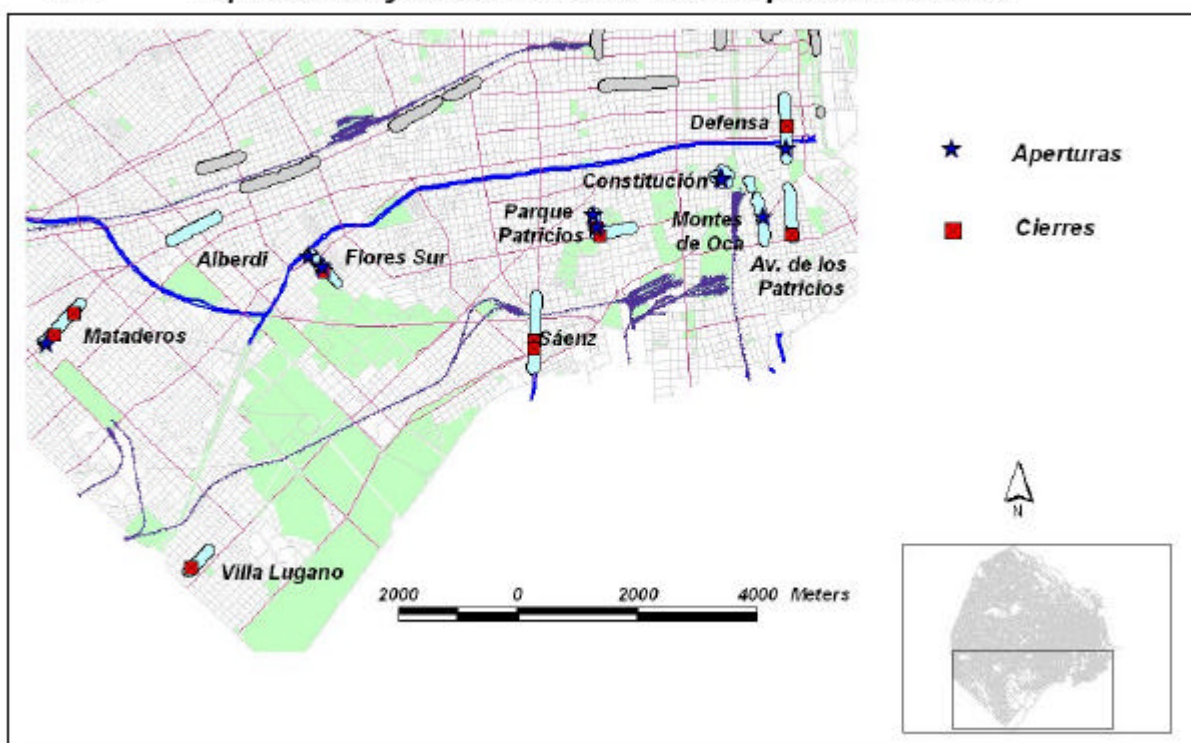 Defensa
Aperturas
Constitución
Parque
Patricios
Montes
de Oca
Cierres
Alberdi
Flores Sur
Av. de los
Patricios
Mataderos
Sáenz
N
Villa Lugano
2000 0 2000 4000 Meters